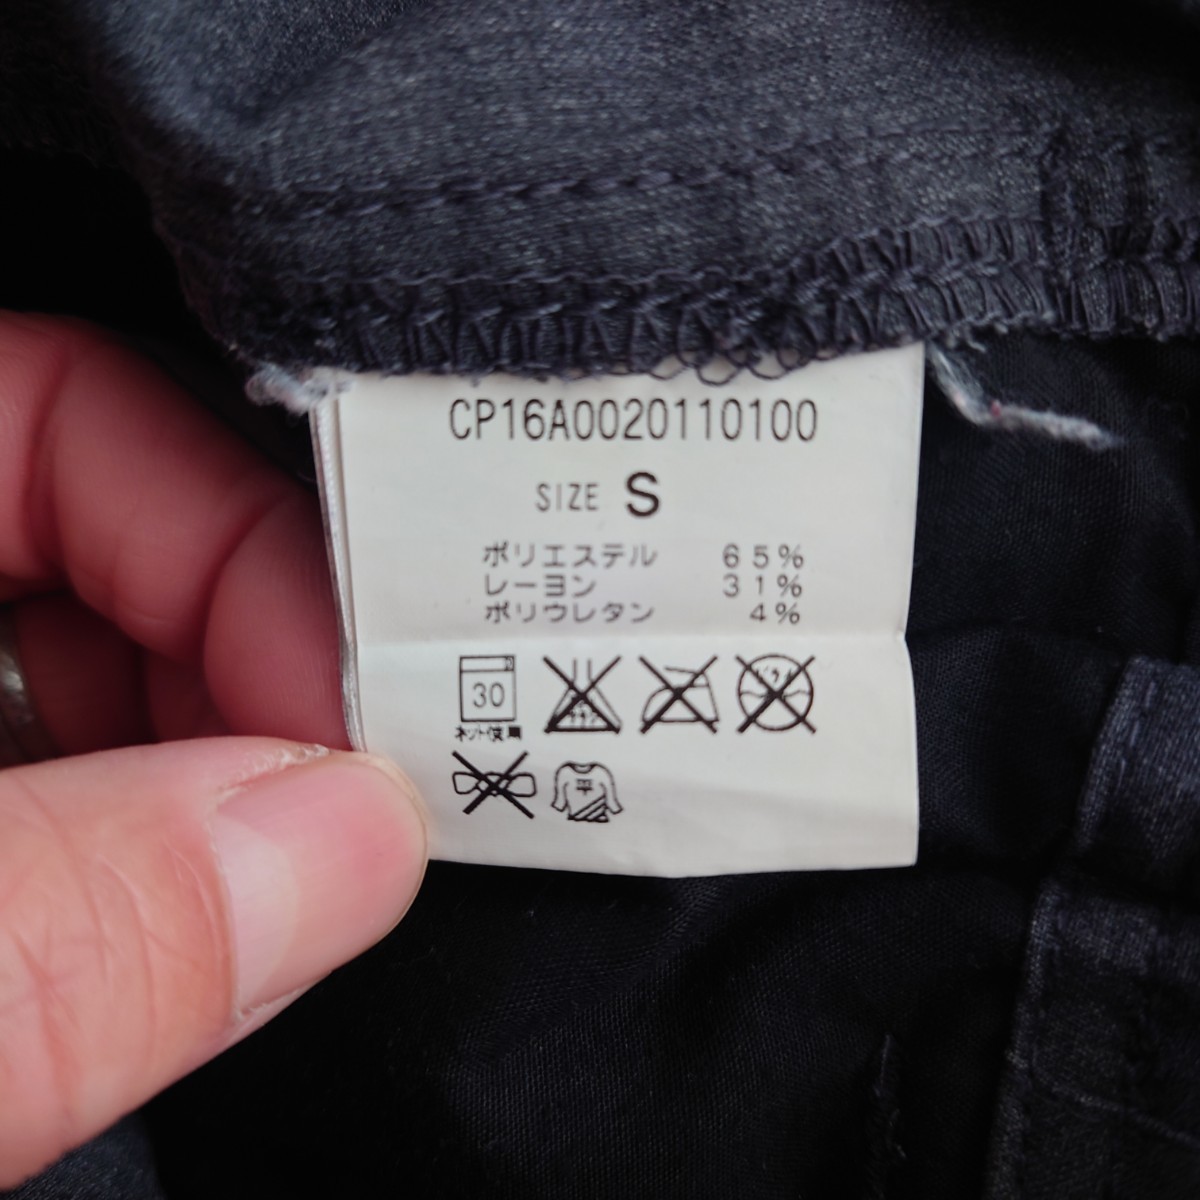 CP16A0020110100
SIZE S
ポリエステル 65%
レーヨン 31%
ポリウレタン 4%
30
ネット使用
平